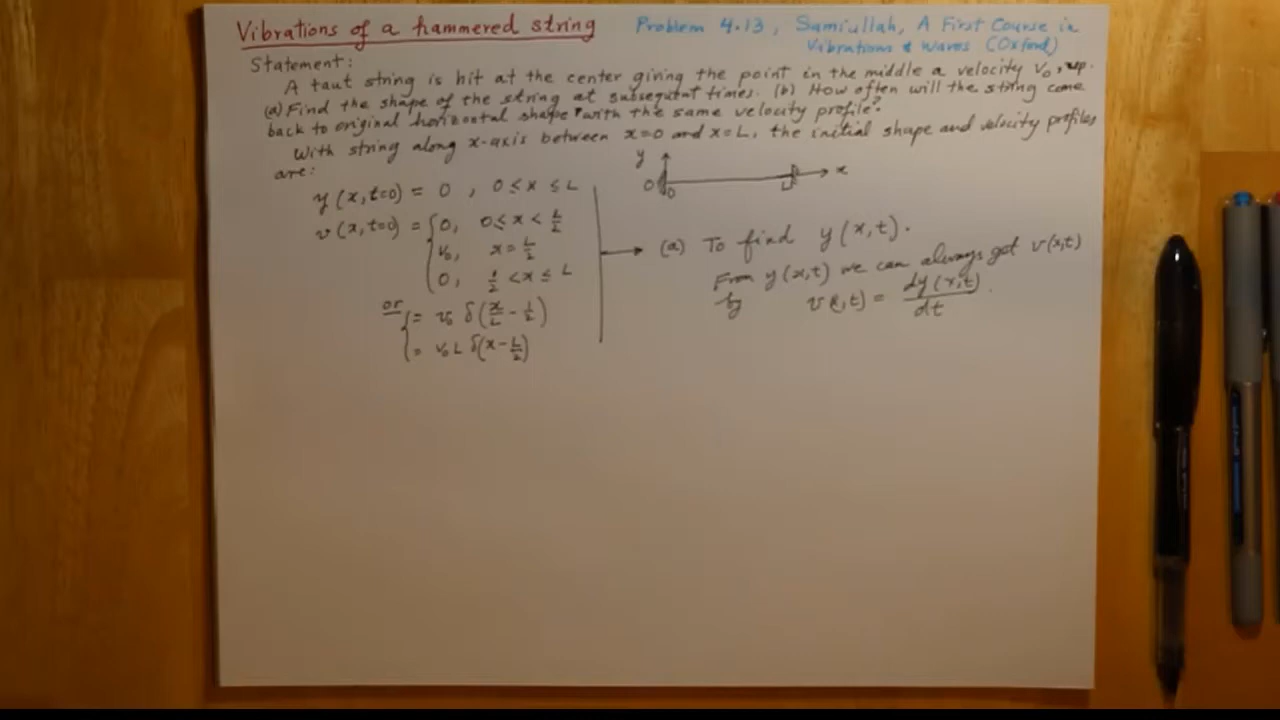 Vibrations of a hammered string
Problem 4.13, Samiullah, A First Course in
Vibrations & Waves (Oxford)
Statement:
A taut string is hit at the center giving the point in the middle a velocity V₀, up.
(a) Find the shape of the string at subsequent times. (b) How often will the string come
back to original horizontal shape with the same velocity profile?
With string along x-axis between x=0 and x=L, the initial shape and velocity profiles
are:
y
x
0
0
L
y(x,t=0) = 0 , 0 ≤ x ≤ L
v(x,t=0) = { 0, 0 ≤ x < L/2
v₀, x = L/2
0, L/2 < x ≤ L
or = v₀ δ(x/L - 1/2)
= v₀ L δ(x - L/2)
(a) To find y(x,t).
From y(x,t) we can always get v(x,t)
by v(x,t) = dy(x,t)/dt .